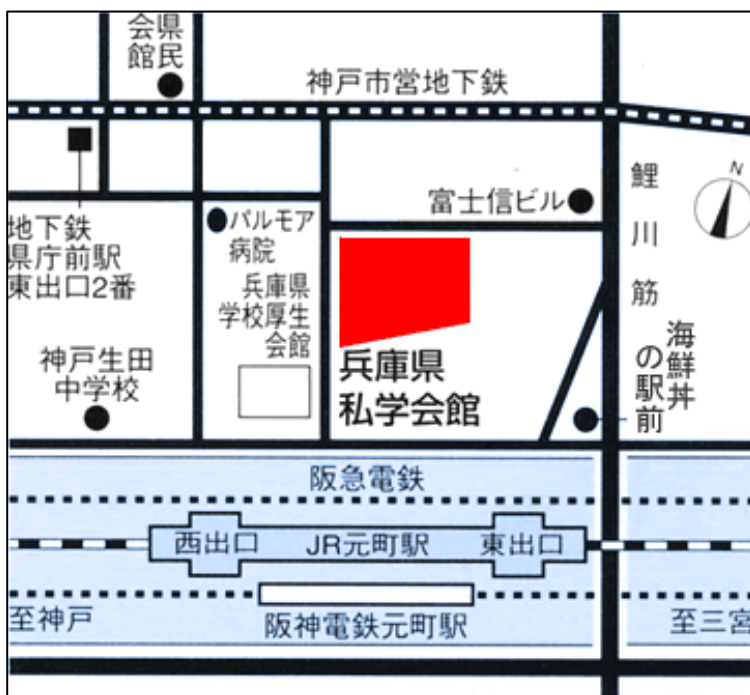 県民
会館
神戸市営地下鉄
N
富士信ビル
鯉川筋
パルモア
病院
地下鉄
県庁前駅
東出口2番
兵庫県
学校厚生
会館
海鮮丼
の駅前
神戸生田
中学校
兵庫県
私学会館
阪急電鉄
西出口
JR元町駅
東出口
至神戸
阪神電鉄元町駅
至三宮